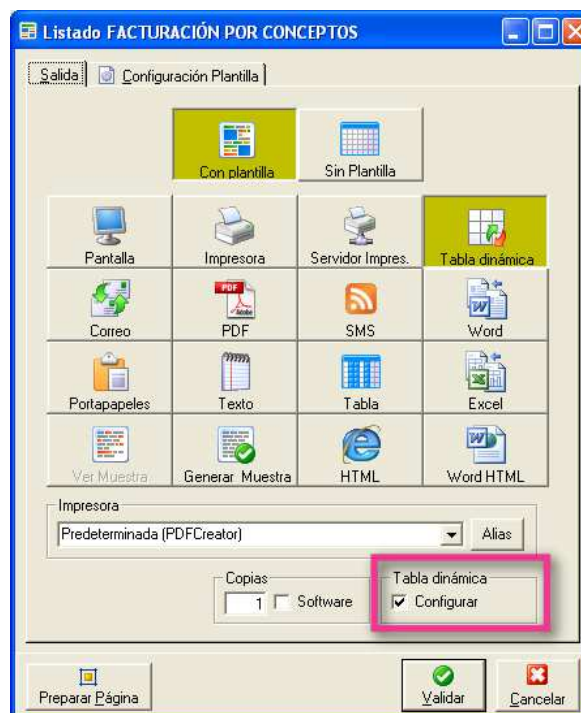 Listado FACTURACIÓN POR CONCEPTOS
Salida Configuración Plantilla
Con plantilla Sin Plantilla
Pantalla Impresora Servidor Impres. Tabla dinámica
PDF
Adobe
Correo PDF SMS Word
Portapapeles Texto Tabla Excel
Ver Muestra Generar Muestra HTML Word HTML
Impresora
Predeterminada (PDFCreator) Alias
Copias Tabla dinámica
1 Software Configurar
Preparar Página Validar Cancelar